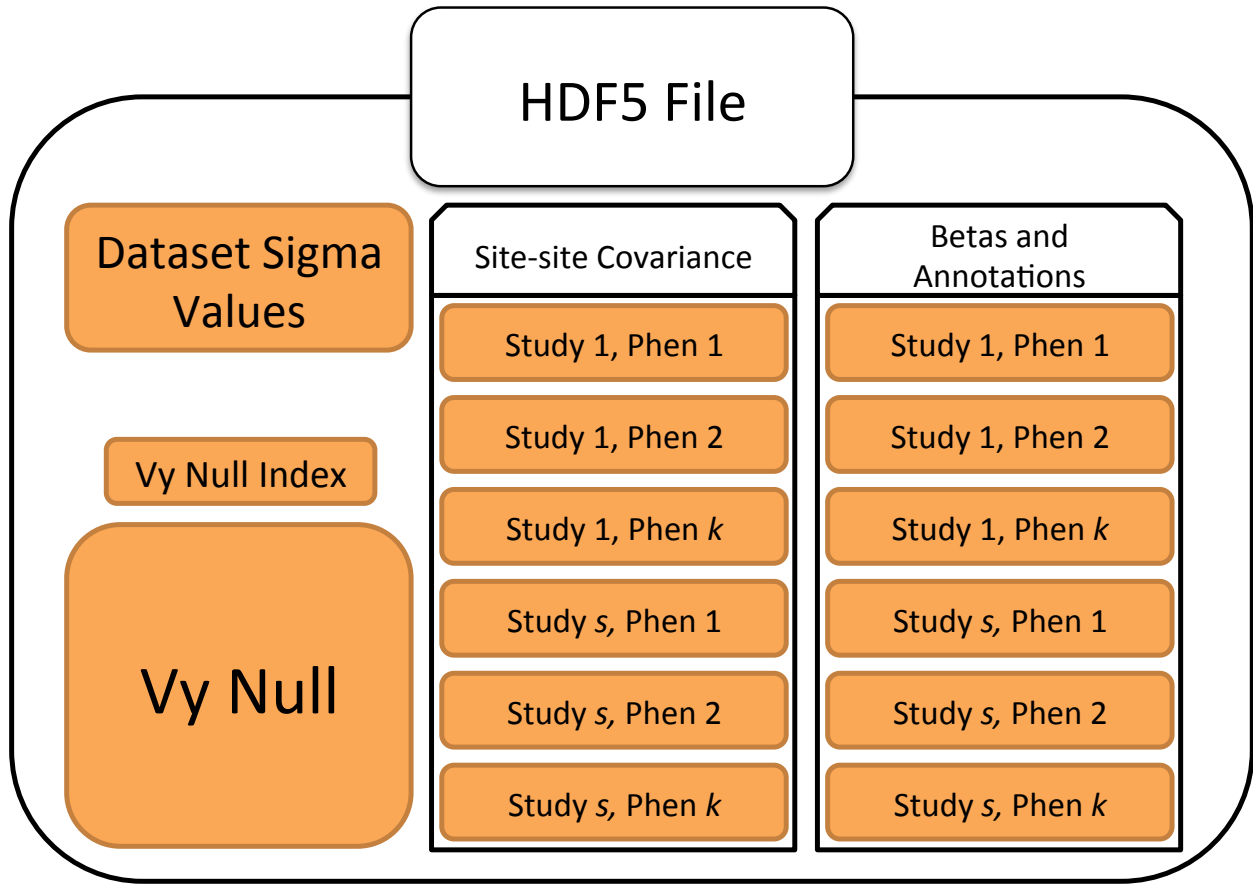 HDF5 File
Dataset Sigma
Values
Vy Null Index
Vy Null
Site-site Covariance
Study 1, Phen 1
Study 1, Phen 2
Study 1, Phen k
Study s, Phen 1
Study s, Phen 2
Study s, Phen k
Betas and
Annotations
Study 1, Phen 1
Study 1, Phen 2
Study 1, Phen k
Study s, Phen 1
Study s, Phen 2
Study s, Phen k